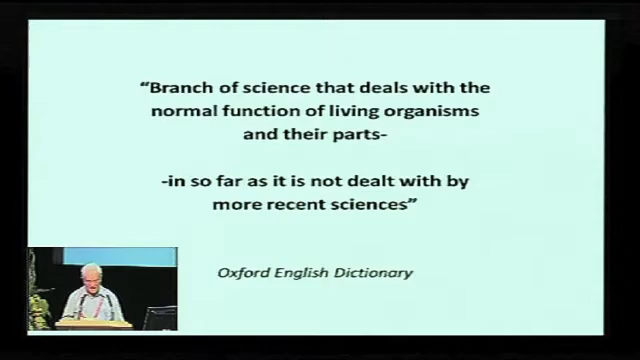 “Branch of science that deals with the
normal function of living organisms
and their parts-
-in so far as it is not dealt with by
more recent sciences”
Oxford English Dictionary